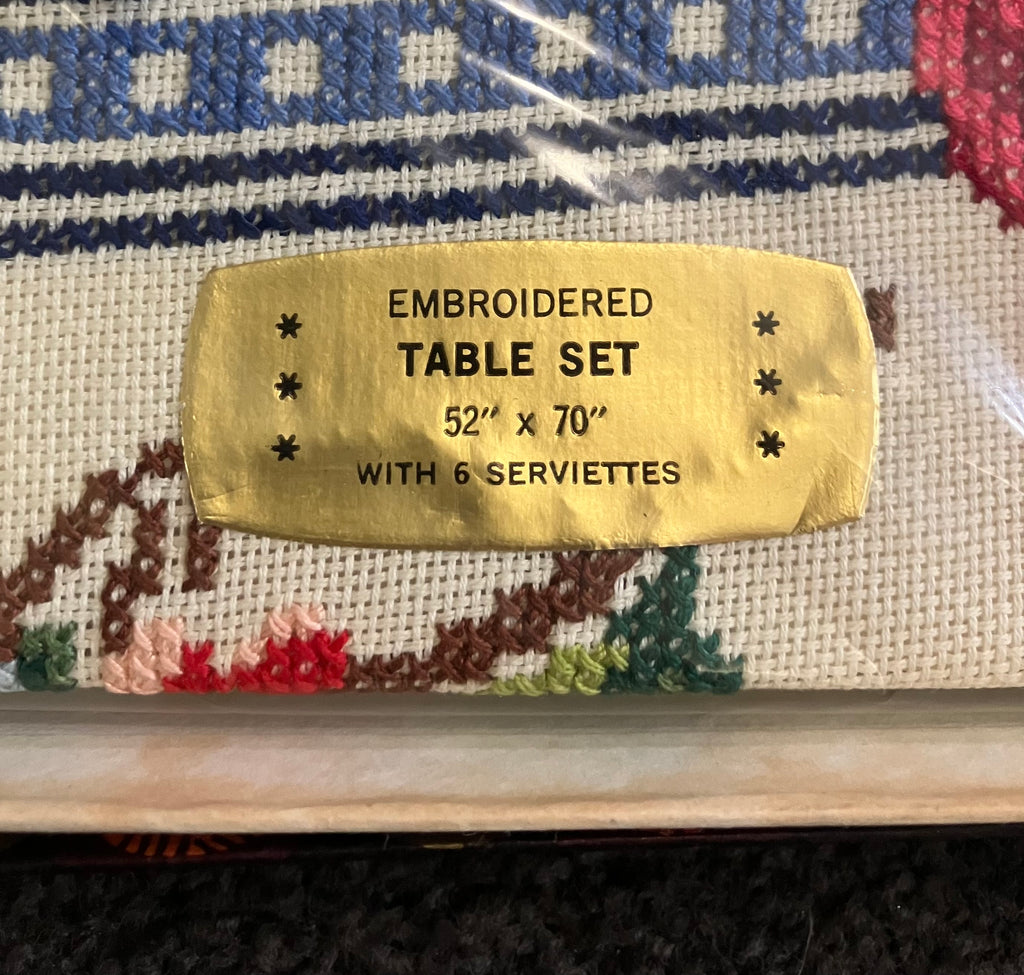 EMBROIDERED
TABLE SET
52" x 70"
WITH 6 SERVIETTES